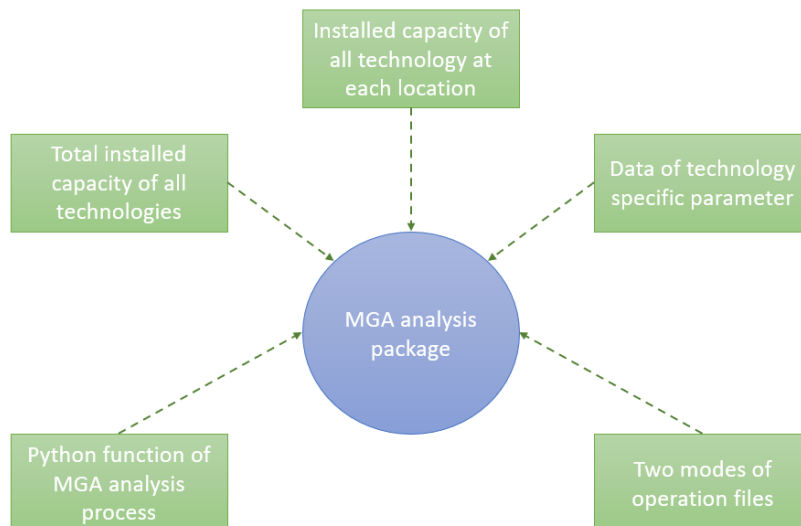 Installed capacity of
all technology at
each location
Total installed
capacity of all
technologies
Data of technology
specific parameter
MGA analysis
package
Python function of
MGA analysis
process
Two modes of
operation files